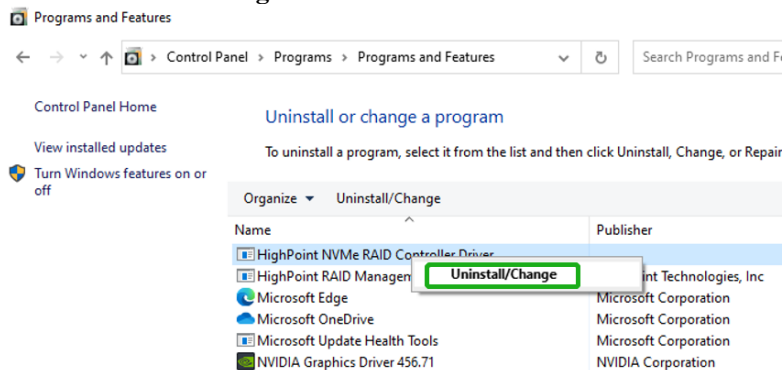 Programs and Features
Control Panel > Programs > Programs and Features
Search Programs and F
Control Panel Home
View installed updates
Turn Windows features on or
off
Uninstall or change a program
To uninstall a program, select it from the list and then click Uninstall, Change, or Repair
Organize Uninstall/Change
Name Publisher
HighPoint NVMe RAID Controller Driver
HighPoint RAID Managem int Technologies, Inc
Uninstall/Change
Microsoft Edge Microsoft Corporation
Microsoft OneDrive Microsoft Corporation
Microsoft Update Health Tools Microsoft Corporation
NVIDIA Graphics Driver 456.71 NVIDIA Corporation